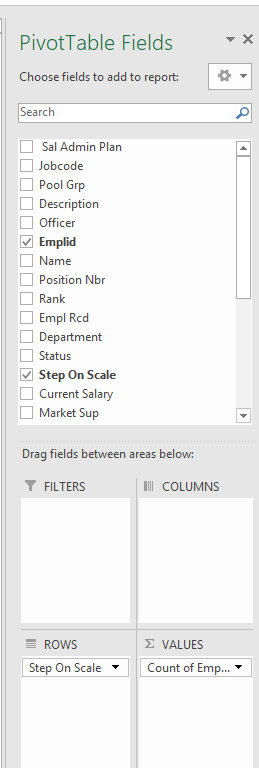 PivotTable Fields
Choose fields to add to report:
Search
Sal Admin Plan
Jobcode
Pool Grp
Description
Officer
Emplid
Name
Position Nbr
Rank
Empl Rcd
Department
Status
Step On Scale
Current Salary
Market Sup
Drag fields between areas below:
FILTERS
COLUMNS
ROWS
Σ VALUES
Step On Scale
Count of Emp...